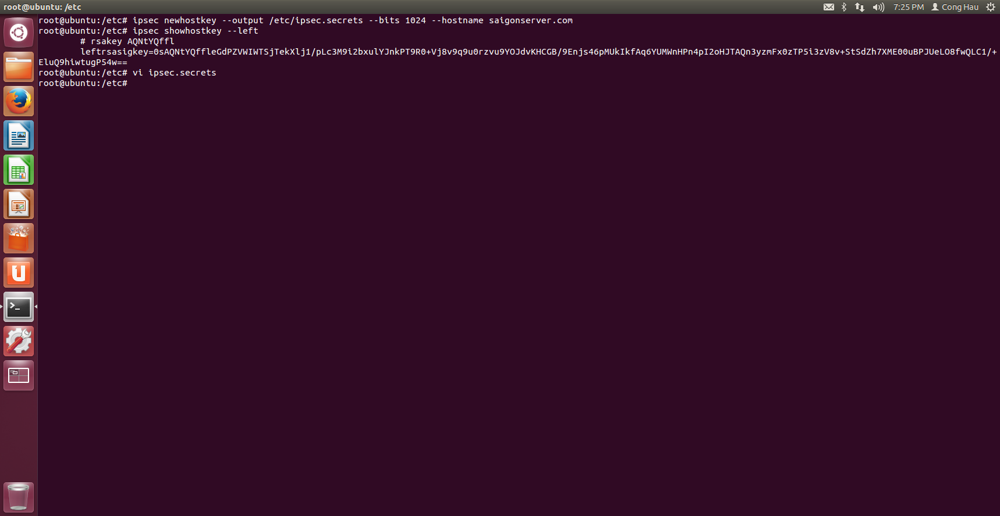 root@ubuntu: /etc
7:25 PM
Cong Hau
root@ubuntu:/etc# ipsec newhostkey --output /etc/ipsec.secrets --bits 1024 --hostname saigonserver.com
root@ubuntu:/etc# ipsec showhostkey --left
# rsakey AQNtYQffl
leftrsasigkey=0sAQNtYQffleGdPZVWIWTSjTekXlj1/pLc3M9i2bxulYJnkPT9R0+Vj8v9q9u0rzvu9YOJdvKHCGB/9Enjs46pMUkIkfAq6YUMWnHPn4pI2oHJTAQn3yzmFx0zTP5i3zV8v+StSdZh7XME00uBPJUeLO8fwQLC1/+
EluQ9hiwtugP54w==
root@ubuntu:/etc# vi ipsec.secrets
root@ubuntu:/etc#